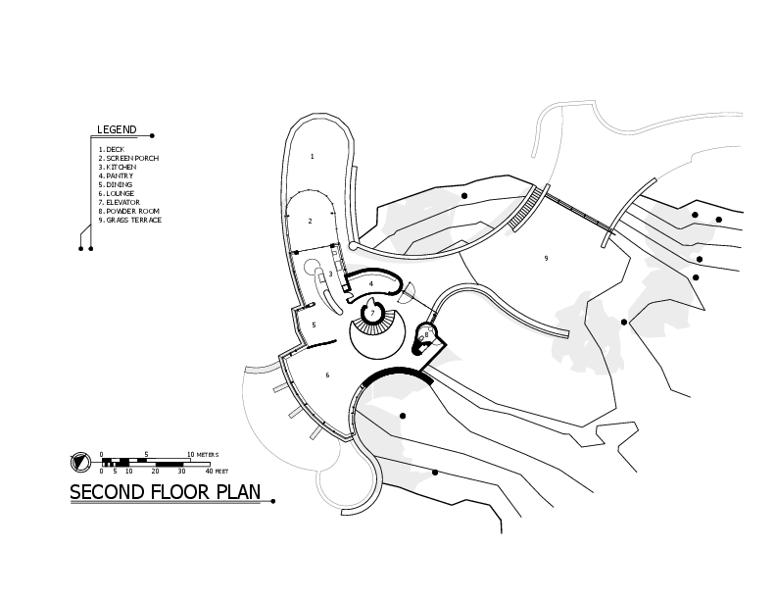 LEGEND
1. DECK
2. SCREEN PORCH
3. KITCHEN
4. PANTRY
5. DINING
6. LOUNGE
7. ELEVATOR
8. POWDER ROOM
9. GRASS TERRACE
1
2
3
4
5
6
7
8
9
0 5 10 METERS
0 5 10 20 30 40 FEET
SECOND FLOOR PLAN